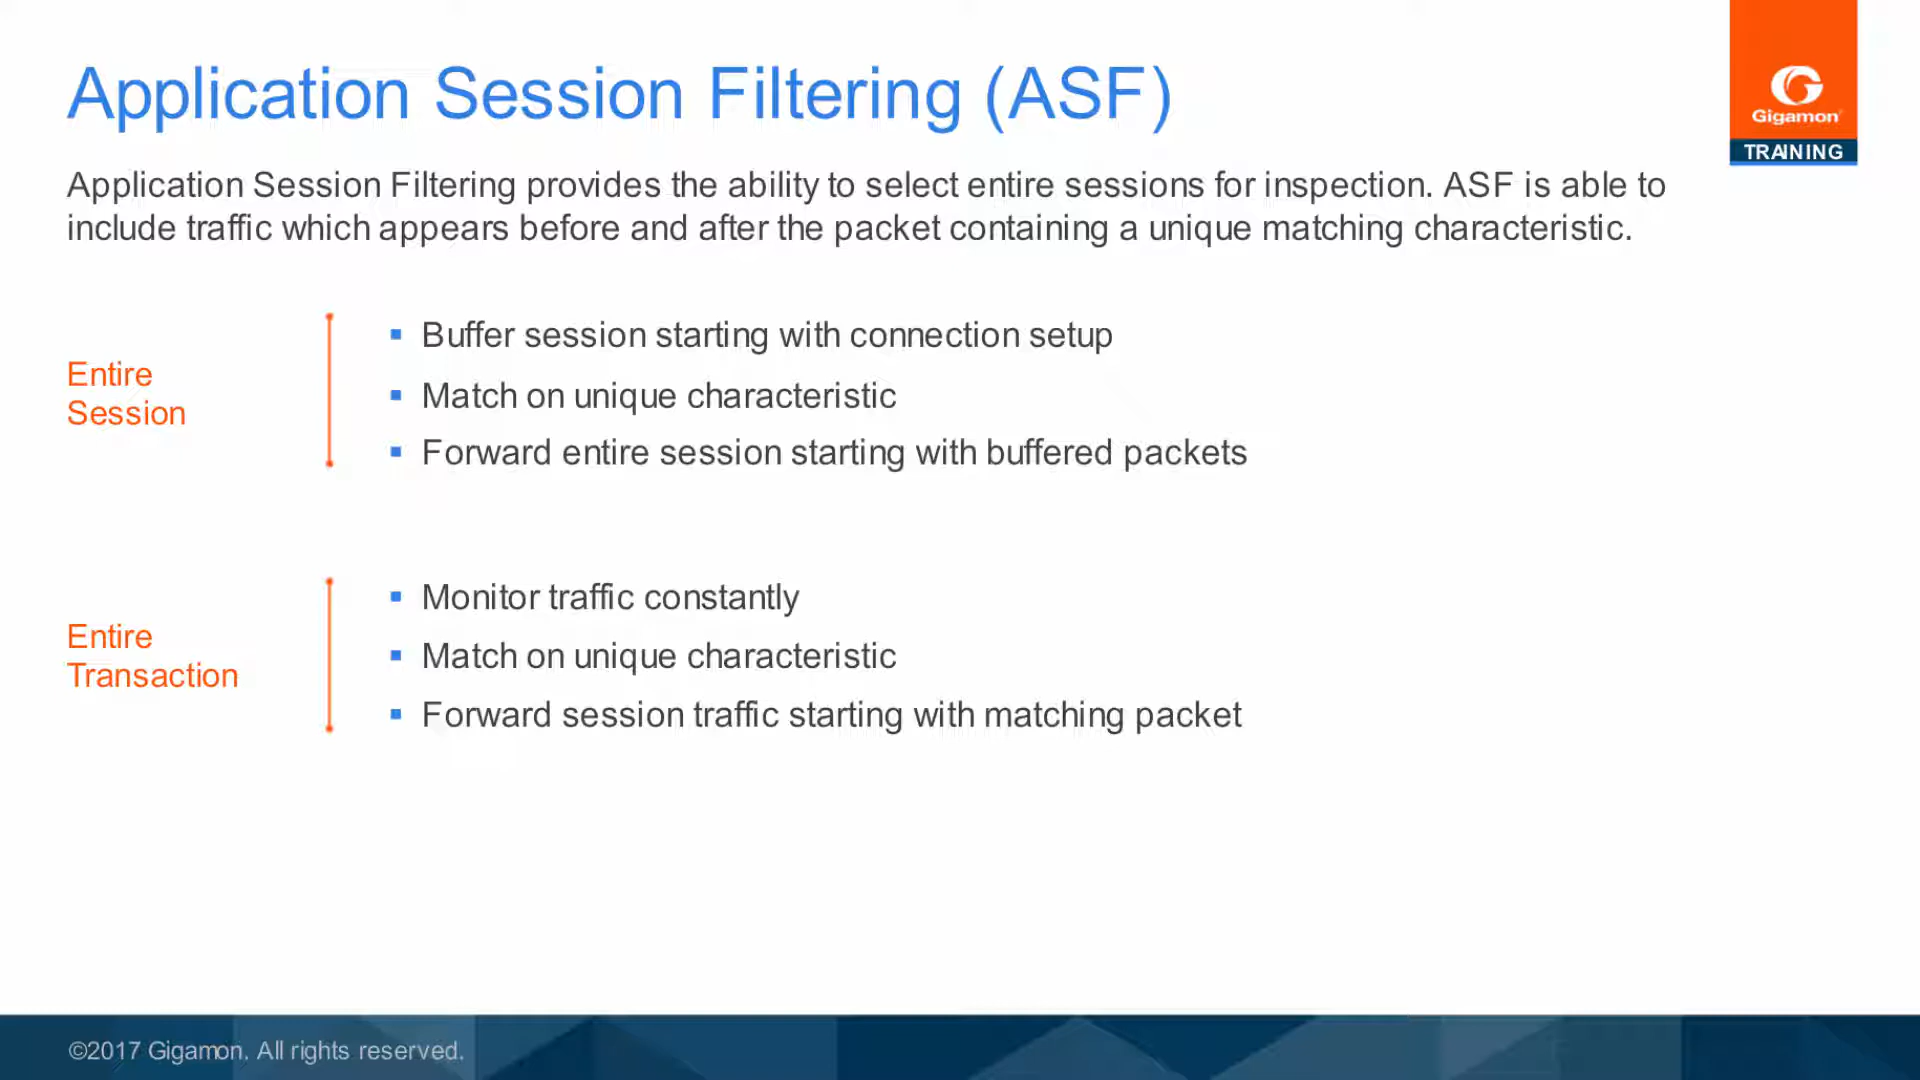 Application Session Filtering (ASF)
Gigamon
TRAINING
Application Session Filtering provides the ability to select entire sessions for inspection. ASF is able to
include traffic which appears before and after the packet containing a unique matching characteristic.
Entire
Session
▪ Buffer session starting with connection setup
▪ Match on unique characteristic
▪ Forward entire session starting with buffered packets
Entire
Transaction
▪ Monitor traffic constantly
▪ Match on unique characteristic
▪ Forward session traffic starting with matching packet
©2017 Gigamon. All rights reserved.